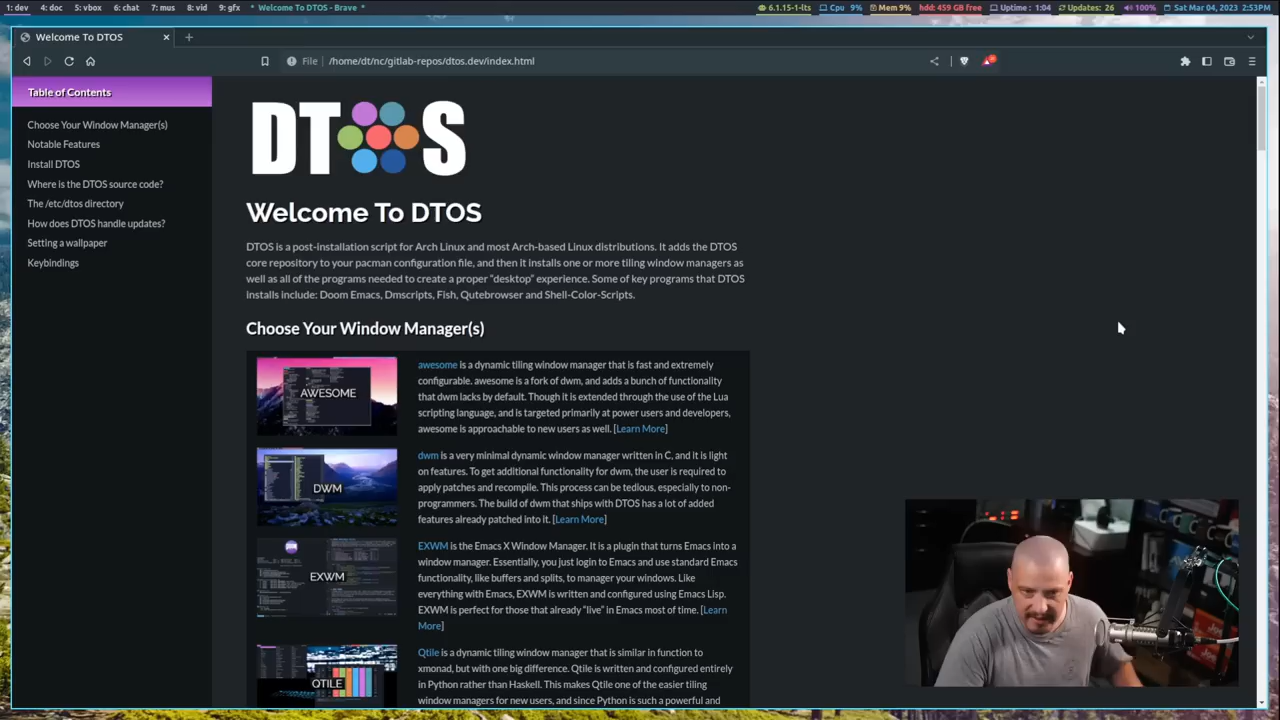 1: dev 4: doc 5: vbox 6: chat 7: mus 8: vid 9: gfx * Welcome To DTOS - Brave * 6.1.15-1-lts Cpu 9% Mem 9% hdd: 459 GB free Uptime : 1:04 Updates: 26 100% Sat Mar 04, 2023 2:53PM
Welcome To DTOS
File /home/dt/nc/gitlab-repos/dtos.dev/index.html
Table of Contents
Choose Your Window Manager(s)
Notable Features
Install DTOS
Where is the DTOS source code?
The /etc/dtos directory
How does DTOS handle updates?
Setting a wallpaper
Keybindings
DTOS
Welcome To DTOS
DTOS is a post-installation script for Arch Linux and most Arch-based Linux distributions. It adds the DTOS
core repository to your pacman configuration file, and then it installs one or more tiling window managers as
well as all of the programs needed to create a proper “desktop” experience. Some of key programs that DTOS
installs include: Doom Emacs, Dmscripts, Fish, Qutebrowser and Shell-Color-Scripts.
Choose Your Window Manager(s)
AWESOME
awesome is a dynamic tiling window manager that is fast and extremely
configurable. awesome is a fork of dwm, and adds a bunch of functionality
that dwm lacks by default. Though it is extended through the use of the Lua
scripting language, and is targeted primarily at power users and developers,
awesome is approachable to new users as well. [Learn More]
DWM
dwm is a very minimal dynamic window manager written in C, and it is light
on features. To get additional functionality for dwm, the user is required to
apply patches and recompile. This process can be tedious, especially to non-
programmers. The build of dwm that ships with DTOS has a lot of added
features already patched into it. [Learn More]
EXWM
EXWM is the Emacs X Window Manager. It is a plugin that turns Emacs into a
window manager. Essentially, you just login to Emacs and use standard Emacs
functionality, like buffers and splits, to manager your windows. Like
everything with Emacs, EXWM is written and configured using Emacs Lisp.
EXWM is perfect for those that already “live” in Emacs most of time. [Learn
More]
QTILE
Qtile is a dynamic tiling window manager that is similar in function to
xmonad, but with one big difference. Qtile is written and configured entirely
in Python rather than Haskell. This makes Qtile one of the easier tiling
window managers for new users, and since Python is such a powerful and